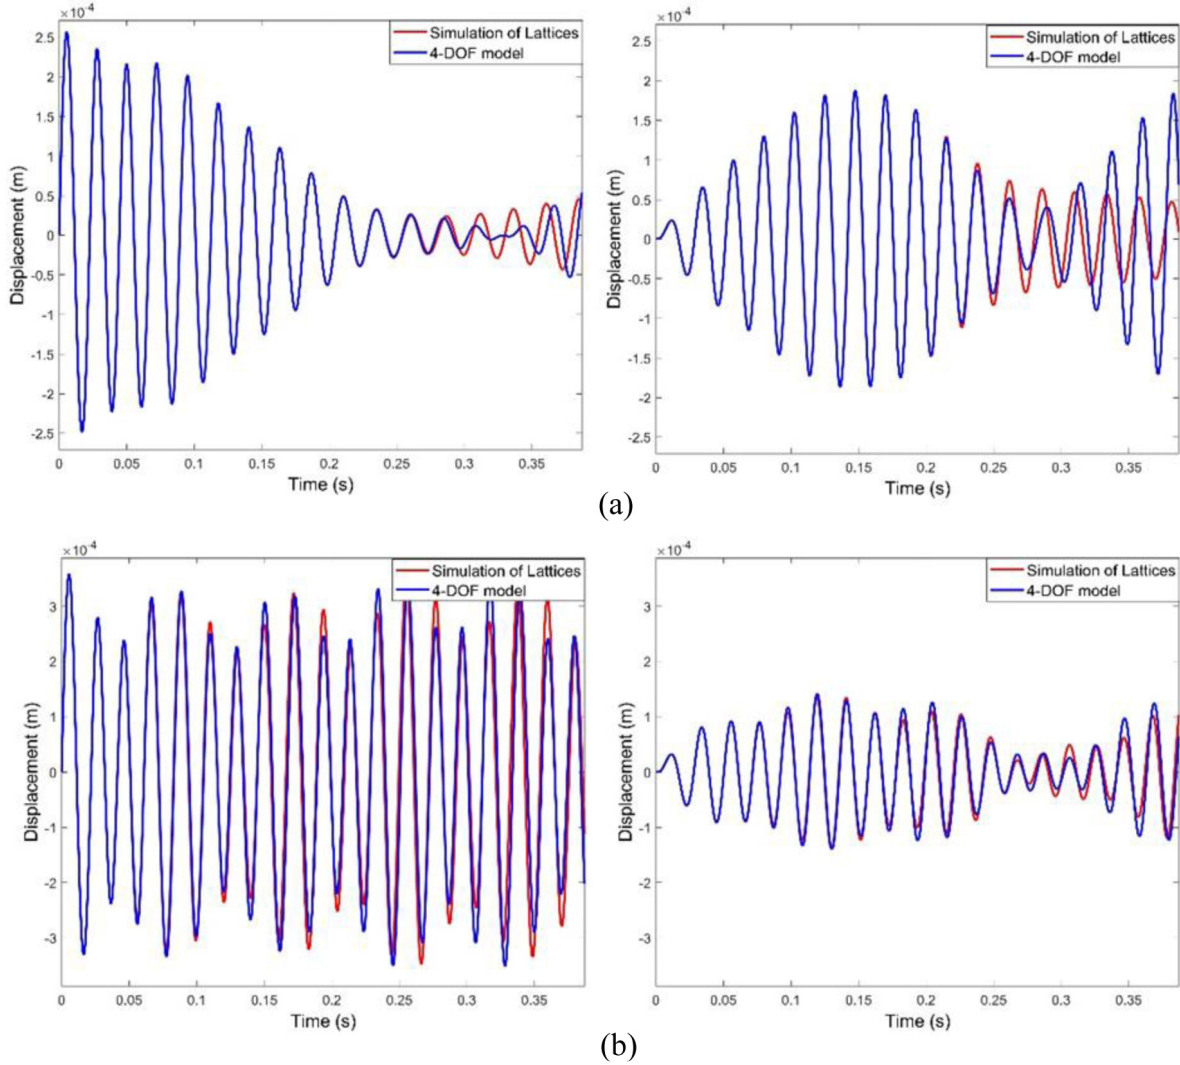 ×10⁻⁴
Simulation of Lattices
4-DOF model
2.5
2
1.5
1
0.5
0
-0.5
-1
-1.5
-2
-2.5
Displacement (m)
0 0.05 0.1 0.15 0.2 0.25 0.3 0.35
Time (s)
×10⁻⁴
Simulation of Lattices
4-DOF model
2.5
2
1.5
1
0.5
0
-0.5
-1
-1.5
-2
-2.5
Displacement (m)
0 0.05 0.1 0.15 0.2 0.25 0.3 0.35
Time (s)
(a)
×10⁻⁴
Simulation of Lattices
4-DOF model
3
2
1
0
-1
-2
-3
Displacement (m)
0 0.05 0.1 0.15 0.2 0.25 0.3 0.35
Time (s)
×10⁻⁴
Simulation of Lattices
4-DOF model
3
2
1
0
-1
-2
-3
Displacement (m)
0 0.05 0.1 0.15 0.2 0.25 0.3 0.35
Time (s)
(b)